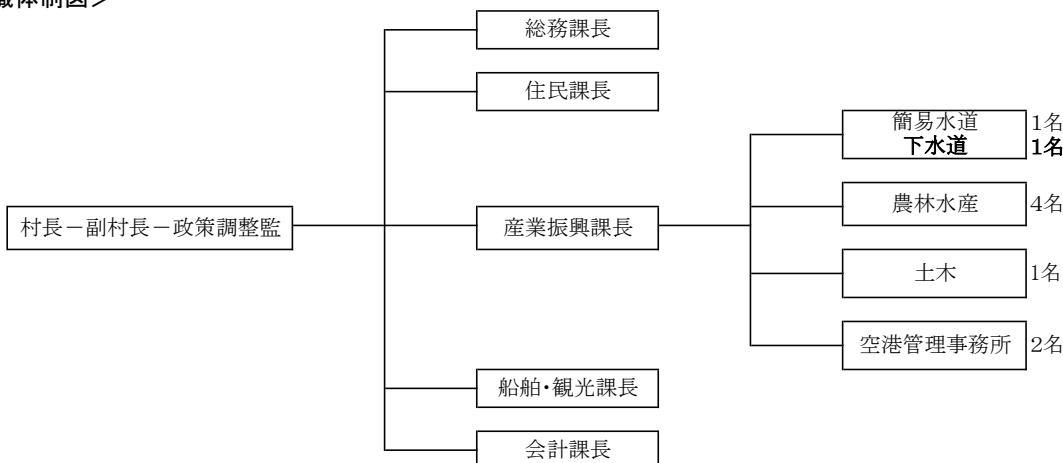 織体制図＞
総務課長
住民課長
簡易水道 1名
下水道 1名
農林水産 4名
村長－副村長－政策調整監
産業振興課長
土木 1名
空港管理事務所 2名
船舶・観光課長
会計課長